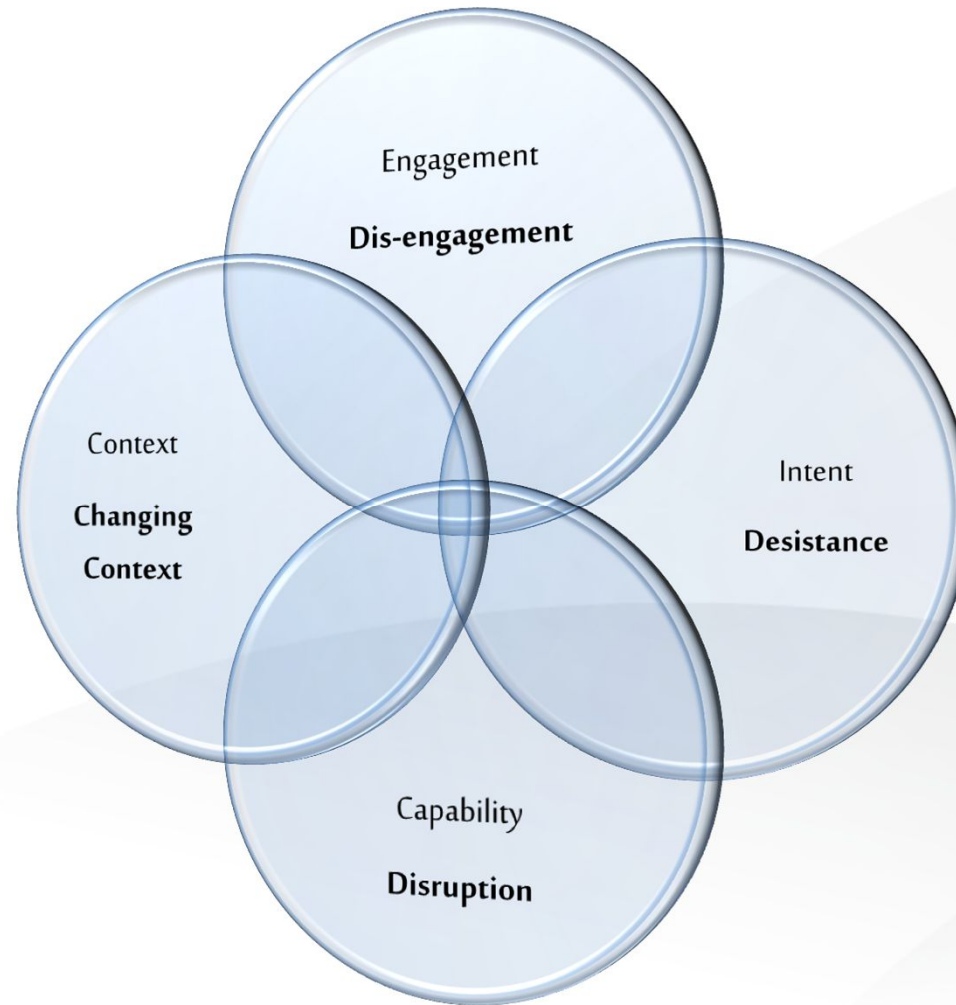 Engagement
Dis-engagement
Context
Changing
Context
Intent
Desistance
Capability
Disruption